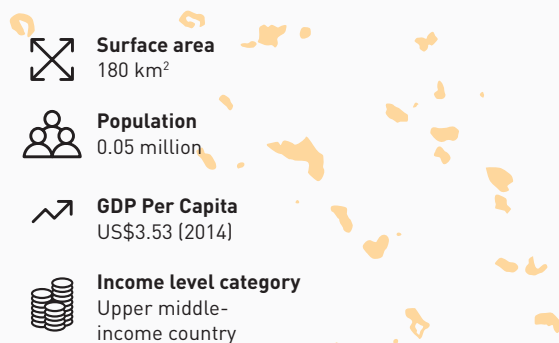 Surface area
180 km²
Population
0.05 million
GDP Per Capita
US$3.53 (2014)
Income level category
Upper middle-
income country